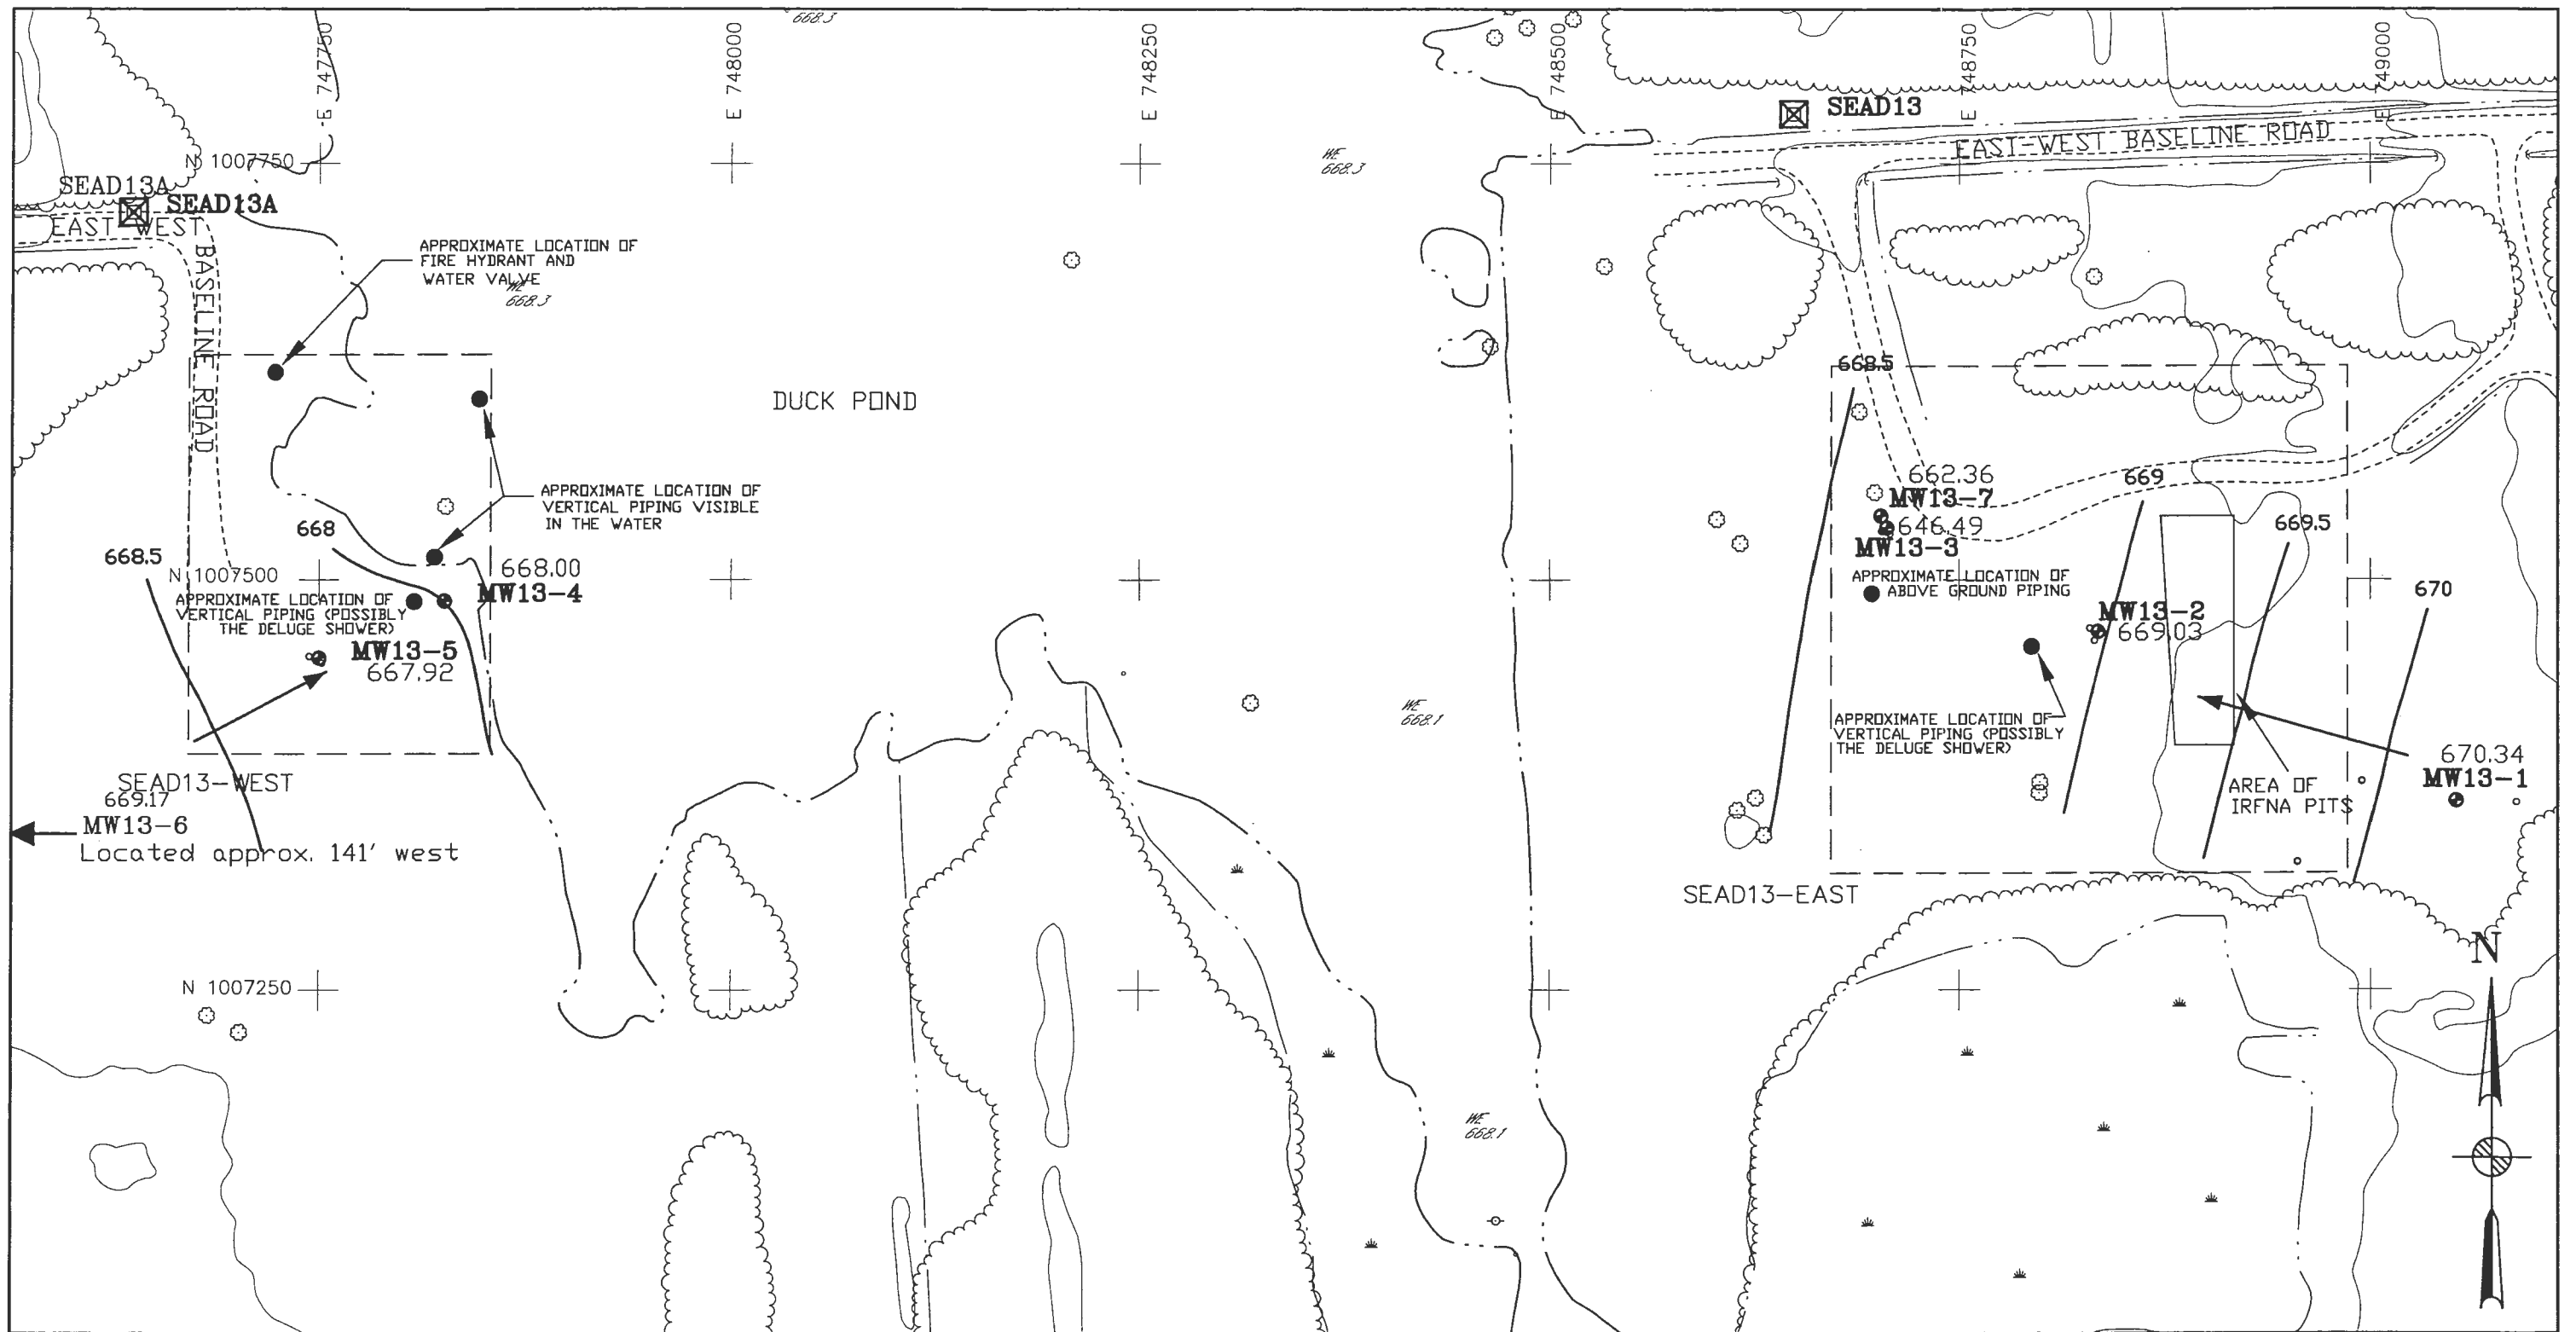 668.3
E 747750
E 748000
E 748250
E 748500
E 748750
E 749000
SEAD13
EAST-WEST BASELINE ROAD
N 1007750
WE
668.3
SEAD13A
SEAD13A
EAST WEST
BASELINE ROAD
APPROXIMATE LOCATION OF
FIRE HYDRANT AND
WATER VALVE
WE
668.3
DUCK POND
668.5
662.36
MW13-7
646.49
MW13-3
669
669.5
APPROXIMATE LOCATION OF
VERTICAL PIPING VISIBLE
IN THE WATER
668
668.5
N 1007500
668.00
MW13-4
APPROXIMATE LOCATION OF
VERTICAL PIPING (POSSIBLY
THE DELUGE SHOWER)
MW13-5
667.92
APPROXIMATE LOCATION OF
ABOVE GROUND PIPING
670
MW13-2
669.03
WE
668.1
APPROXIMATE LOCATION OF
VERTICAL PIPING (POSSIBLY
THE DELUGE SHOWER)
670.34
MW13-1
AREA OF
IRFNA PITS
SEAD13-WEST
669.17
MW13-6
Located approx. 141' west
SEAD13-EAST
N
N 1007250
WE
668.1